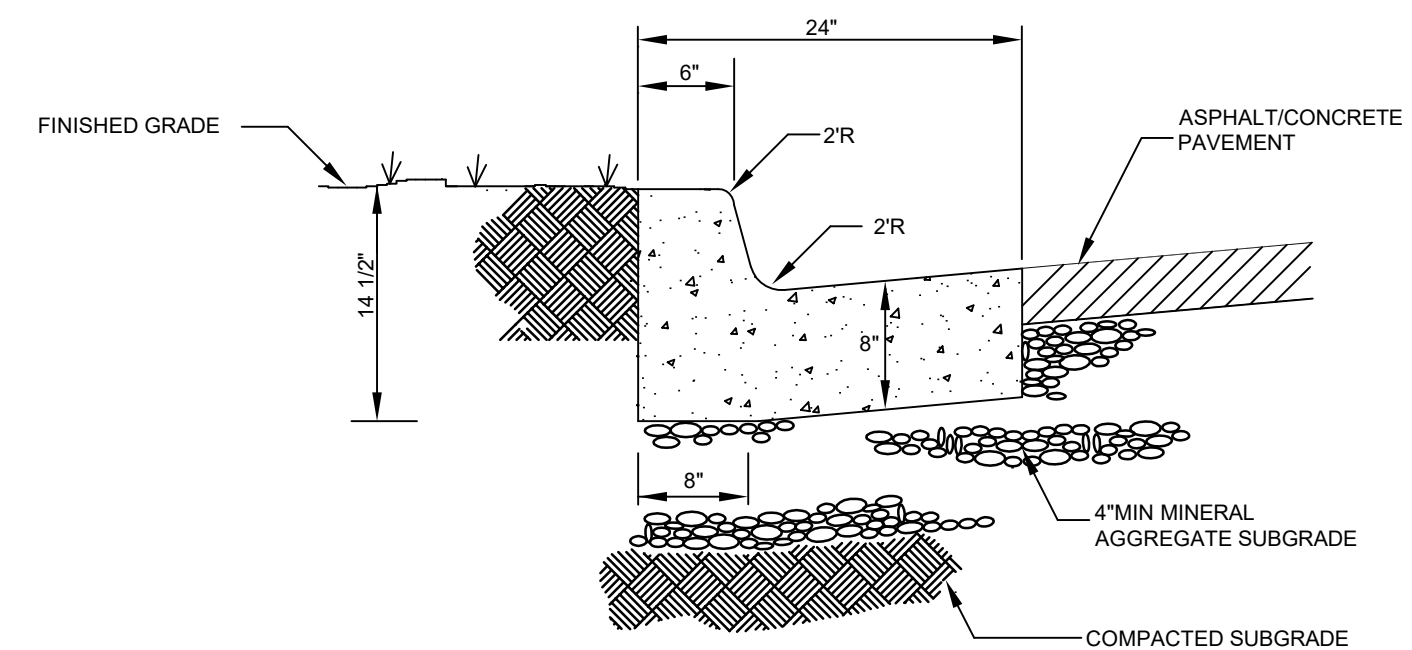 24"
6"
FINISHED GRADE
2'R
ASPHALT/CONCRETE
PAVEMENT
2'R
14 1/2"
8"
8"
4"MIN MINERAL
AGGREGATE SUBGRADE
COMPACTED SUBGRADE